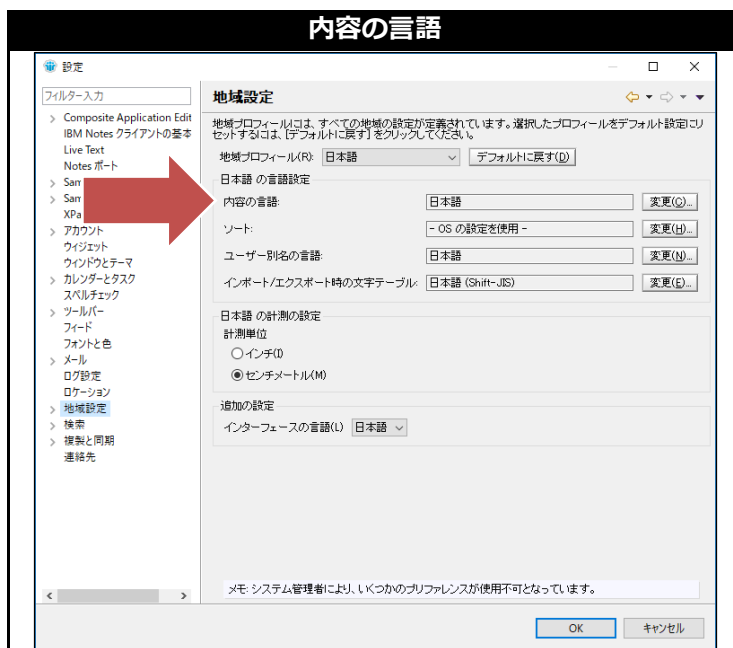 内容の言語
設定
フィルター入力
Composite Application Edit
IBM Notes クライアントの基本
Live Text
Notes ポート
Sam
Sam
XPa
アカウント
ウィジェット
ウィンドウとテーマ
カレンダーとタスク
スペルチェック
ツールバー
フィード
フォントと色
メール
ログ設定
ロケーション
地域設定
検索
複製と同期
連絡先
地域設定
地域プロフィールには、すべての地域の設定が定義されています。選択したプロフィールをデフォルト設定にリ
セットするには、[デフォルトに戻す] をクリックしてください。
地域プロフィール(R): 日本語 デフォルトに戻す(D)
日本語 の言語設定
内容の言語: 日本語 変更(C)...
ソート: - OS の設定を使用 - 変更(H)...
ユーザー別名の言語: 日本語 変更(N)...
インポート/エクスポート時の文字テーブル: 日本語 (Shift-JIS) 変更(E)...
日本語 の計測の設定
計測単位
インチ(I)
センチメートル(M)
追加の設定
インターフェースの言語(L) 日本語
メモ: システム管理者により、いくつかのプリファレンスが使用不可となっています。
OK キャンセル